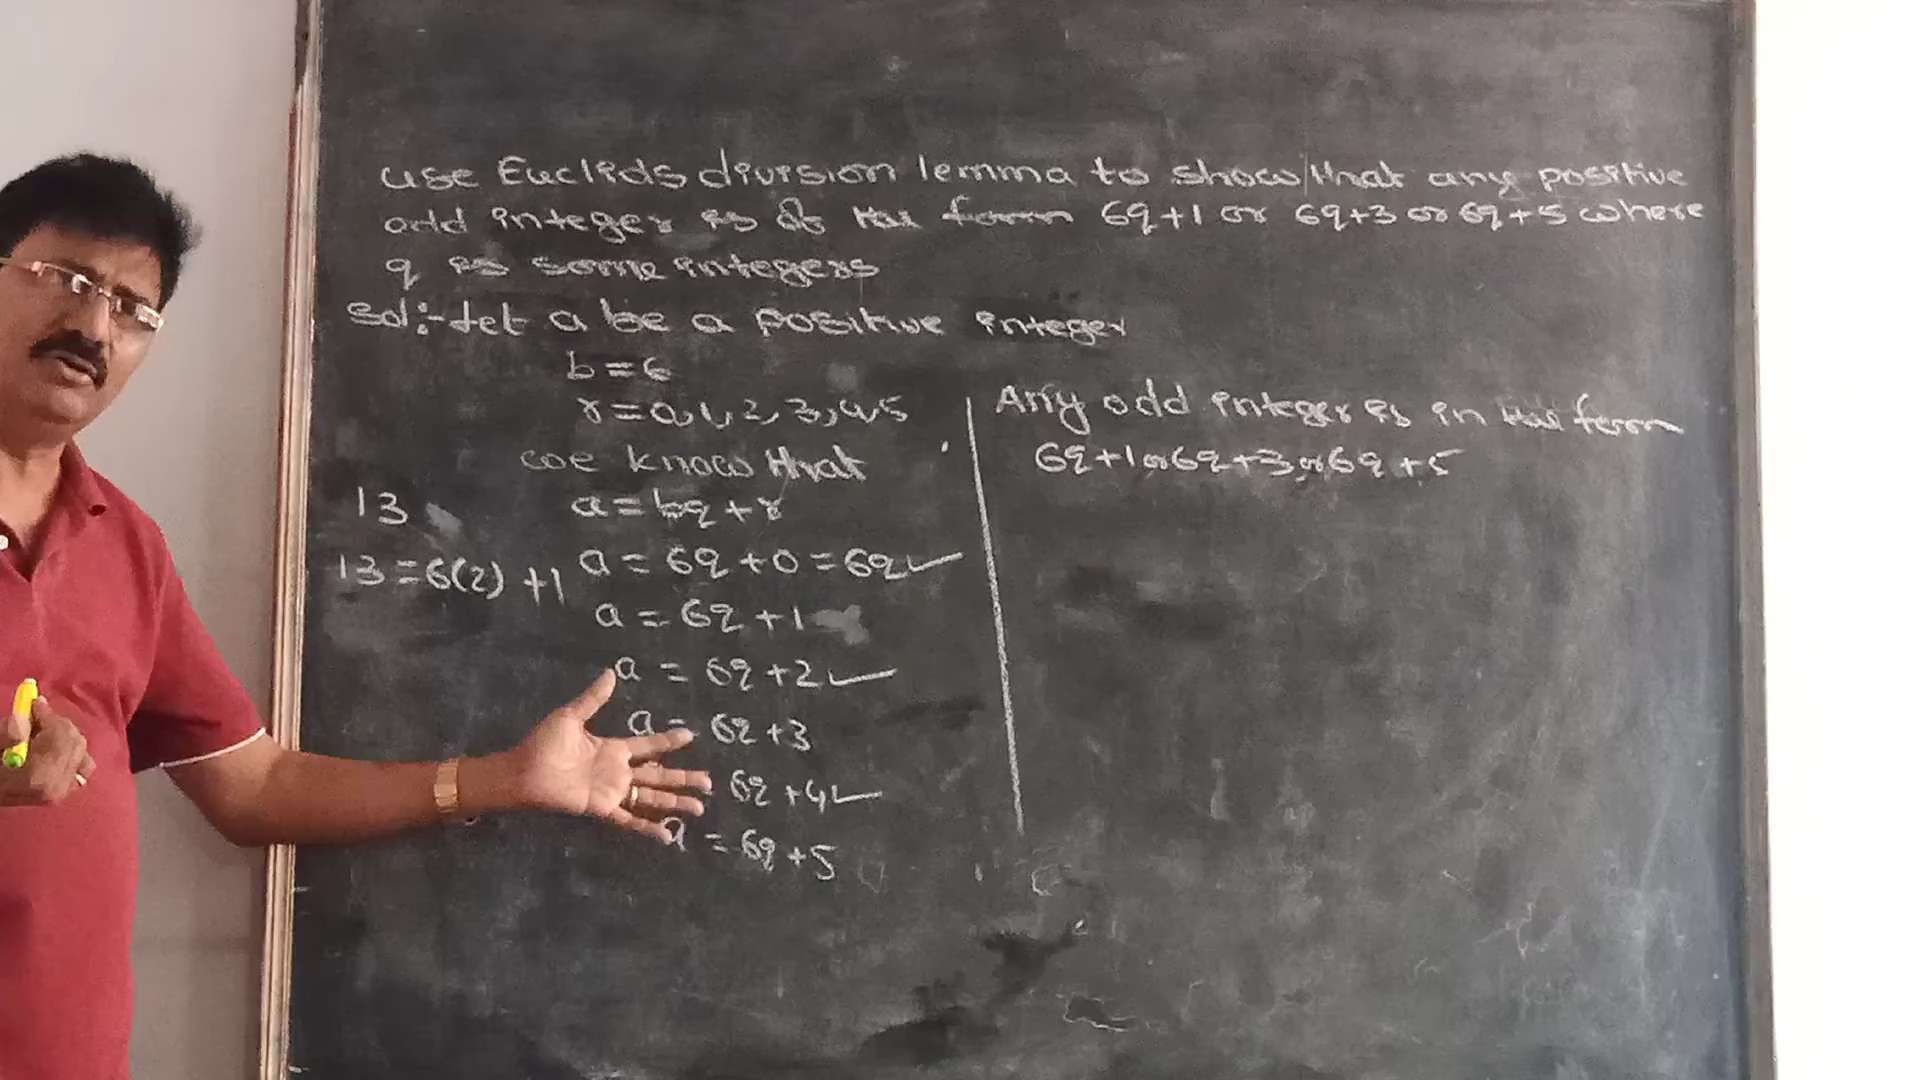 use Euclids division lemma to show that any positive
odd integer is of the form 6q+1 or 6q+3 or 6q+5 where
q is some integers
Sol:- Let a be a positive integer
b=6
r=0,1,2,3,4,5
we know that
a=bq+r
13
13=6(2)+1
a=6q+0=6q
a=6q+1
a=6q+2
a=6q+3
=6q+4
a=6q+5
Any odd integer is in the form
6q+1 or 6q+3 or 6q+5